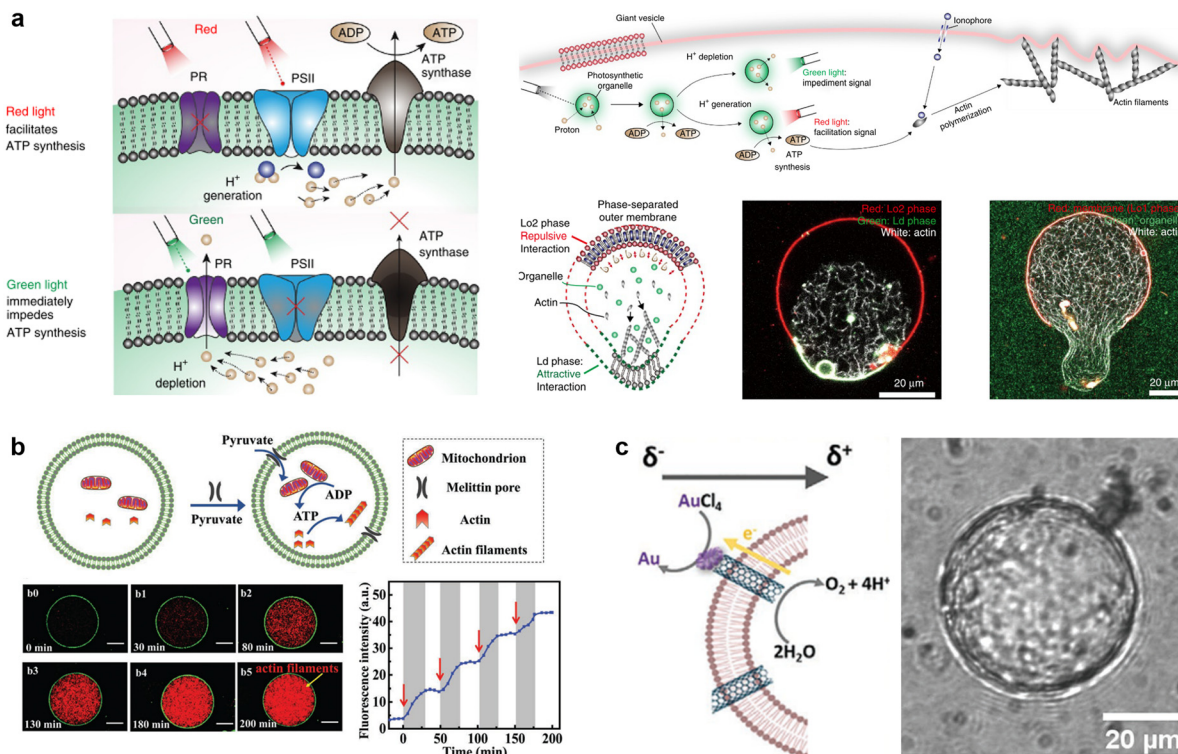 a
Red
Red light
facilitates
ATP synthesis
PR
PSII
ADP
ATP
ATP
synthase
H+
generation
Green
Green light
immediately
impedes
ATP synthesis
PR
PSII
ATP
synthase
H+
depletion
Giant vesicle
Photosynthetic
organelle
Proton
ADP
ATP
H+ depletion
H+ generation
Green light:
impediment signal
Red light:
facilitation signal
ADP
ATP
ATP
synthesis
Ionophore
Actin
polymerization
Actin filaments
Phase-separated
outer membrane
Lo2 phase
Repulsive
Interaction
Organelle
Actin
Ld phase:
Attractive
Interaction
Red: Lo2 phase
Green: Ld phase
White: actin
20 µm
White: actin
20 µm
b
Pyruvate
Pyruvate
ADP
ATP
Mitochondrion
Melittin pore
Actin
Actin filaments
b0
0 min
b1
30 min
b2
80 min
b3
130 min
b4
180 min
b5
200 min
actin filaments
Fluorescence intensity (a.u.)
50
40
30
20
10
0
0 50 100 150 200
Time (min)
c
δ-
δ+
AuCl4
Au
e-
O2 + 4H+
2H2O
20 µm